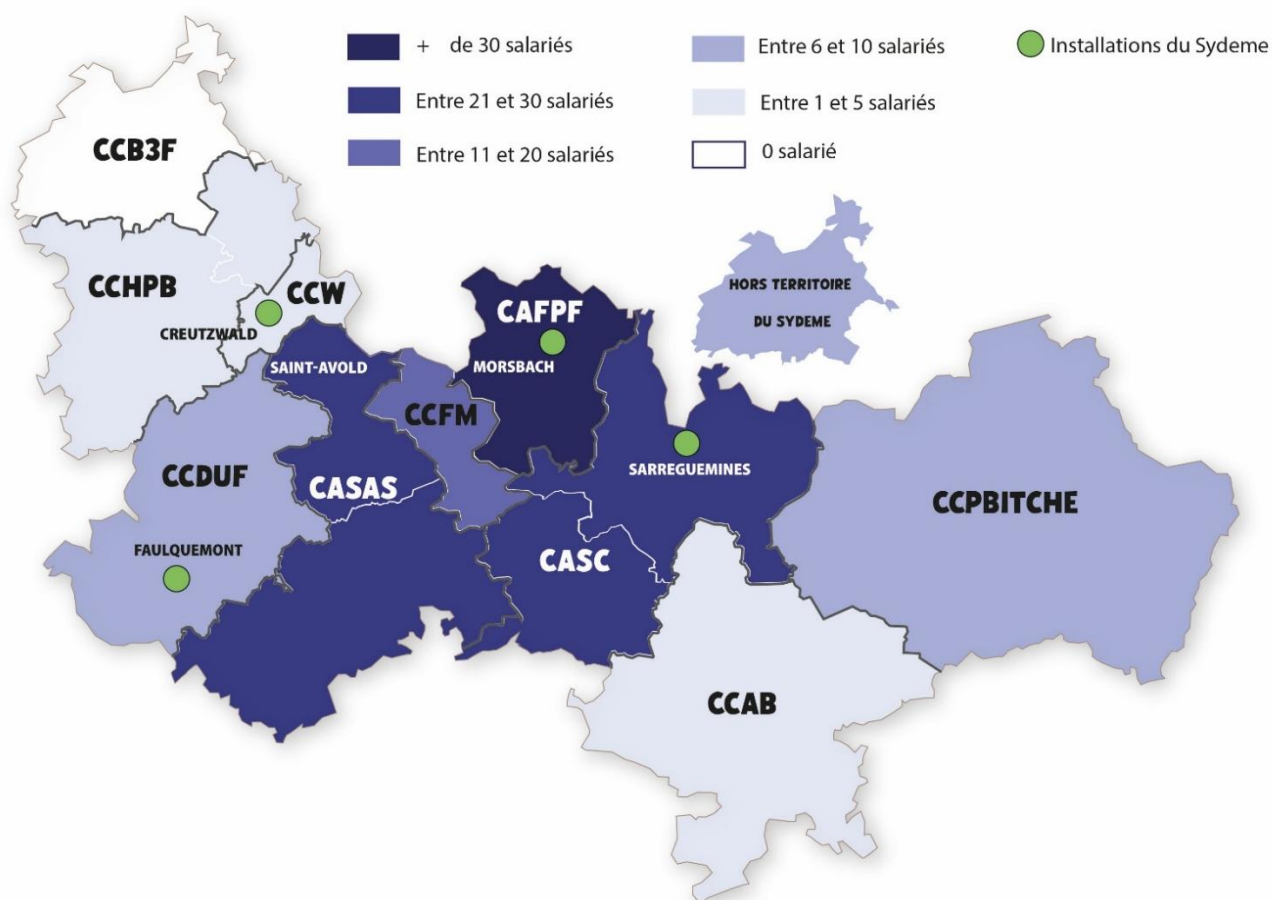 + de 30 salariés
Entre 21 et 30 salariés
Entre 11 et 20 salariés
Entre 6 et 10 salariés
Entre 1 et 5 salariés
0 salarié
Installations du Sydeme
CCB3F
CCHPB
CCW
CREUTZWALD
SAINT-AVOLD
CAFPF
MORSBACH
HORS TERRITOIRE
DU SYDEME
CCFM
CCDUF
CASAS
SARREGUEMINES
CCPBITCHE
FAULQUEMONT
CASC
CCAB